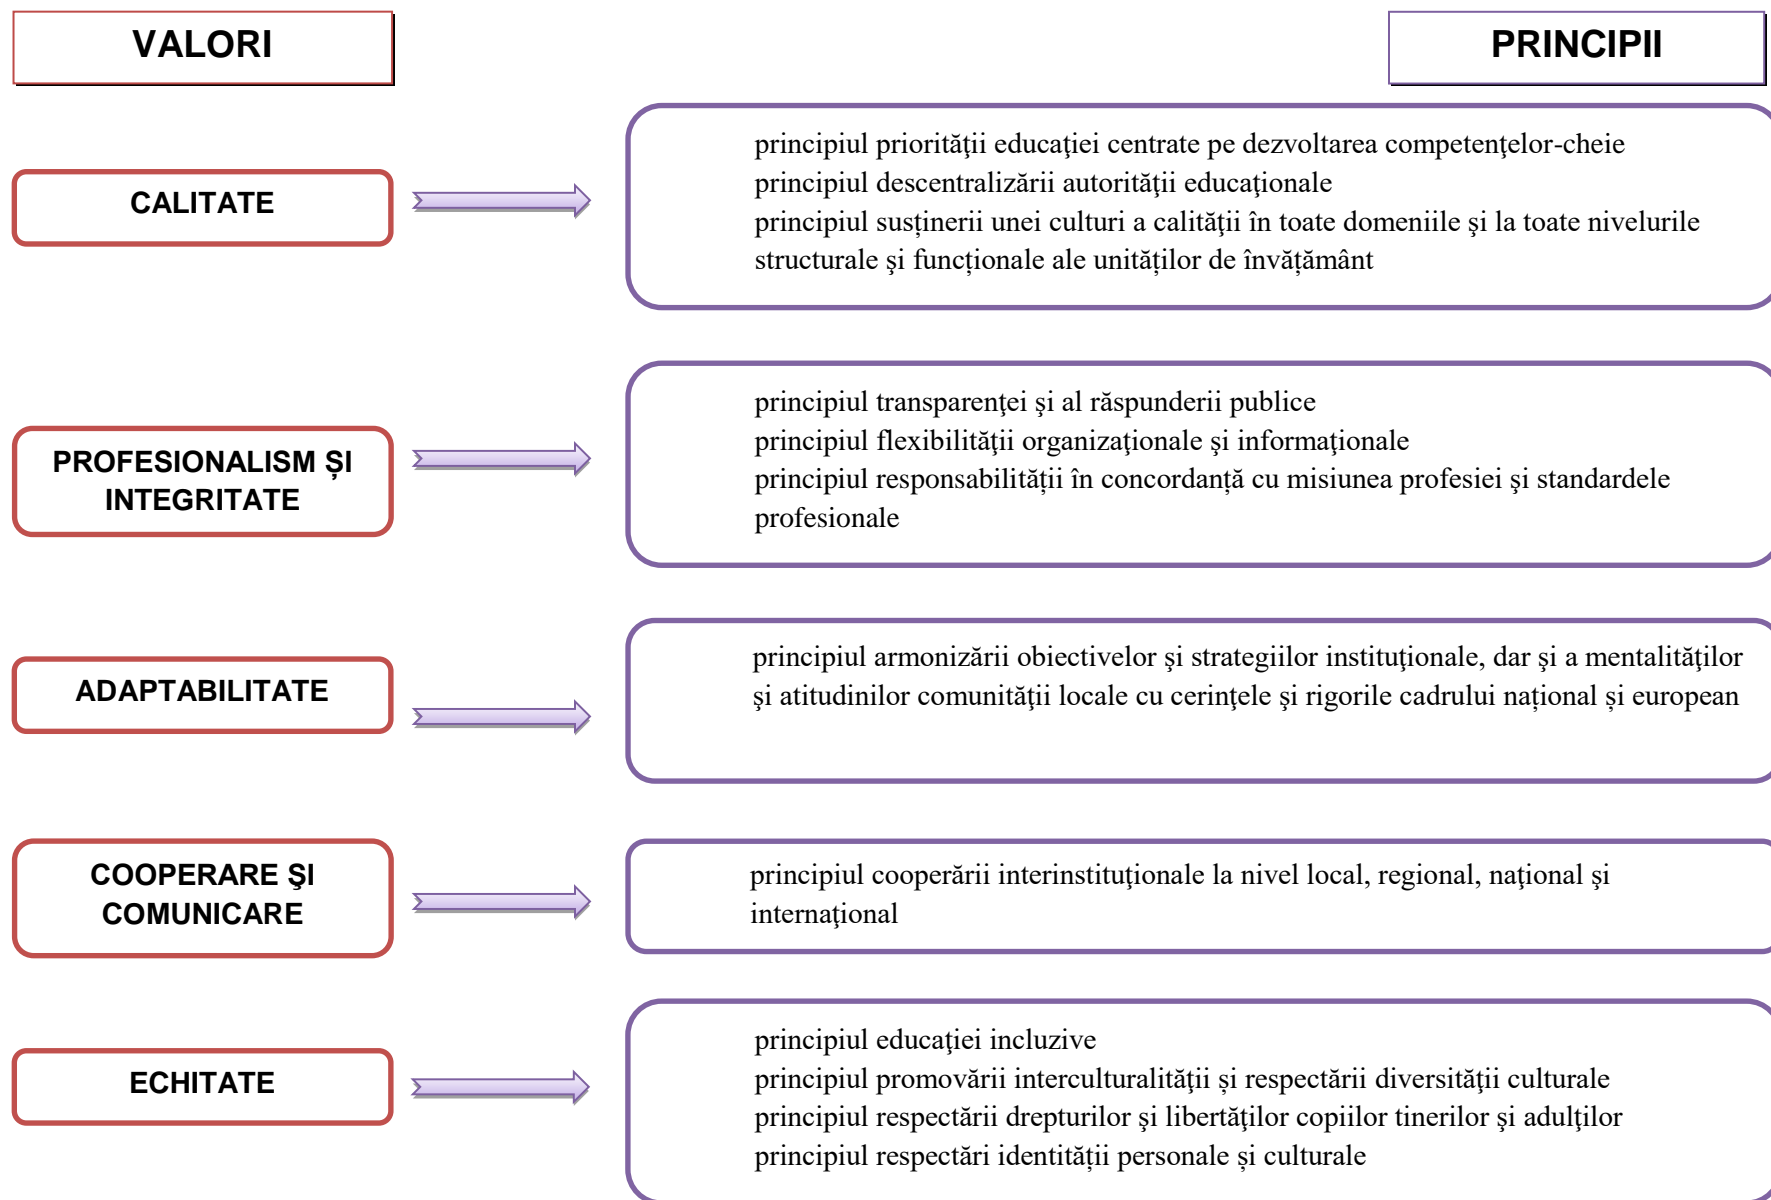 VALORI
PRINCIPII
CALITATE
principiul priorităţii educaţiei centrate pe dezvoltarea competenţelor-cheie
principiul descentralizării autorităţii educaţionale
principiul susținerii unei culturi a calităţii în toate domeniile şi la toate nivelurile
structurale şi funcționale ale unităților de învățământ
PROFESIONALISM ȘI
INTEGRITATE
principiul transparenţei şi al răspunderii publice
principiul flexibilităţii organizaţionale şi informaţionale
principiul responsabilității în concordanță cu misiunea profesiei şi standardele
profesionale
ADAPTABILITATE
principiul armonizării obiectivelor şi strategiilor instituţionale, dar şi a mentalităţilor
şi atitudinilor comunităţii locale cu cerinţele şi rigorile cadrului național și european
COOPERARE ŞI
COMUNICARE
principiul cooperării interinstituţionale la nivel local, regional, naţional şi
internaţional
ECHITATE
principiul educaţiei incluzive
principiul promovării interculturalităţii și respectării diversităţii culturale
principiul respectării drepturilor şi libertăţilor copiilor tinerilor şi adulţilor
principiul respectări identității personale și culturale